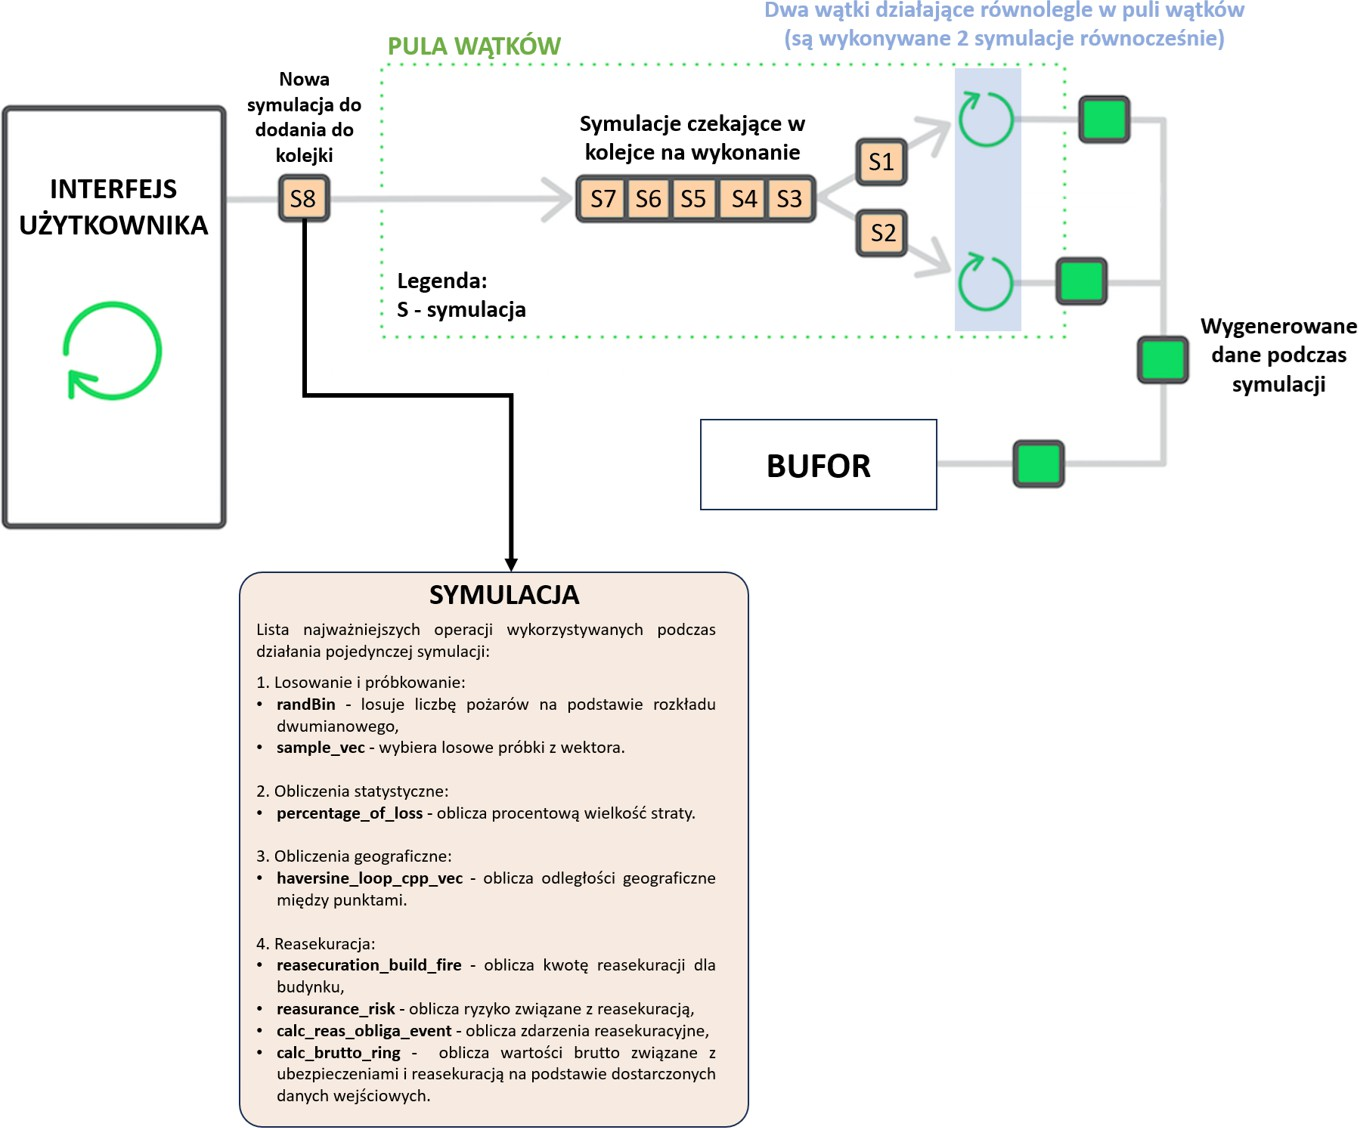 Dwa wątki działające równolegle w puli wątków
(są wykonywane 2 symulacje równocześnie)
PULA WĄTKÓW
Nowa
symulacja do
dodania do
kolejki
INTERFEJS
UŻYTKOWNIKA
S8
Symulacje czekające w
kolejce na wykonanie
S7 S6 S5 S4 S3
S1
S2
Legenda:
S - symulacja
Wygenerowane
dane podczas
symulacji
BUFOR
SYMULACJA
Lista najważniejszych operacji wykorzystywanych podczas
działania pojedynczej symulacji:
1. Losowanie i próbkowanie:
• randBin - losuje liczbę pożarów na podstawie rozkładu
dwumianowego,
• sample_vec - wybiera losowe próbki z wektora.
2. Obliczenia statystyczne:
• percentage_of_loss - oblicza procentową wielkość straty.
3. Obliczenia geograficzne:
• haversine_loop_cpp_vec - oblicza odległości geograficzne
między punktami.
4. Reasekuracja:
• reasecuration_build_fire - oblicza kwotę reasekuracji dla
budynku,
• reasurance_risk - oblicza ryzyko związane z reasekuracją,
• calc_reas_obliga_event - oblicza zdarzenia reasekuracyjne,
• calc_brutto_ring - oblicza wartości brutto związane z
ubezpieczeniami i reasekuracją na podstawie dostarczonych
danych wejściowych.